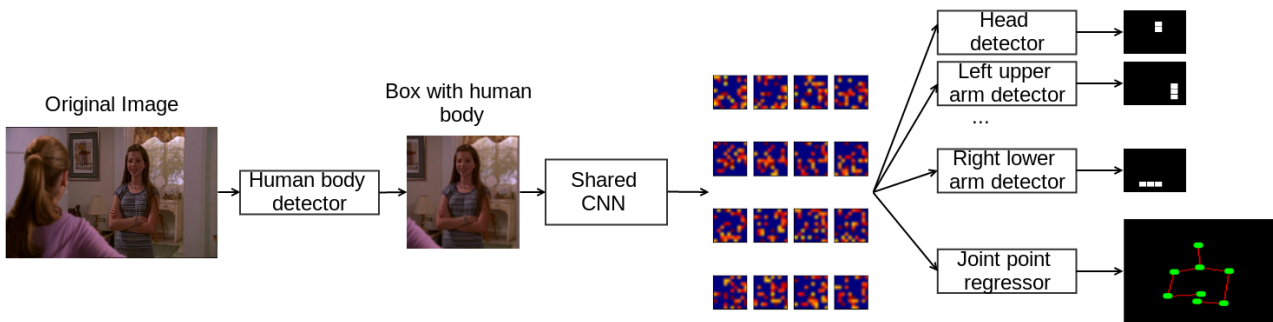 Original Image
Human body
detector
Box with human
body
Shared
CNN
Head
detector
Left upper
arm detector
...
Right lower
arm detector
Joint point
regressor